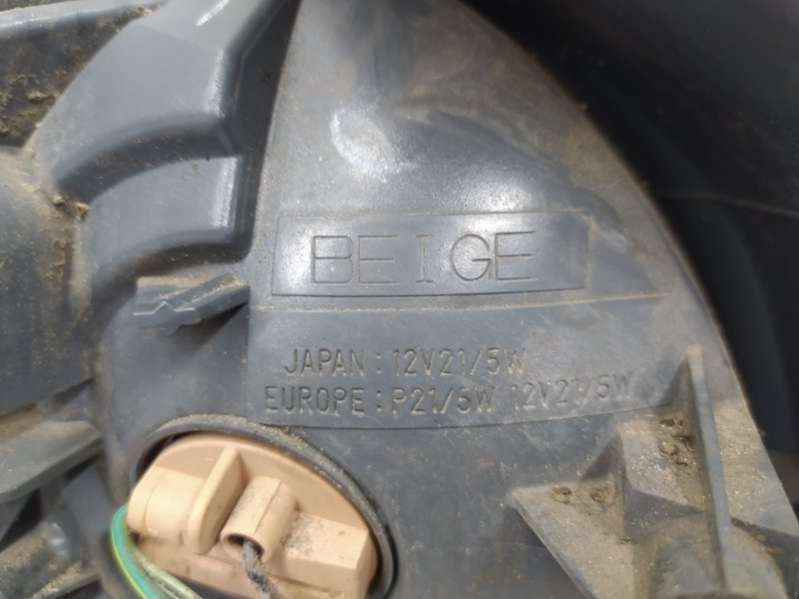 BEIGE
JAPAN : 12V21/5W
EUROPE : P21/5W 12V21/5W